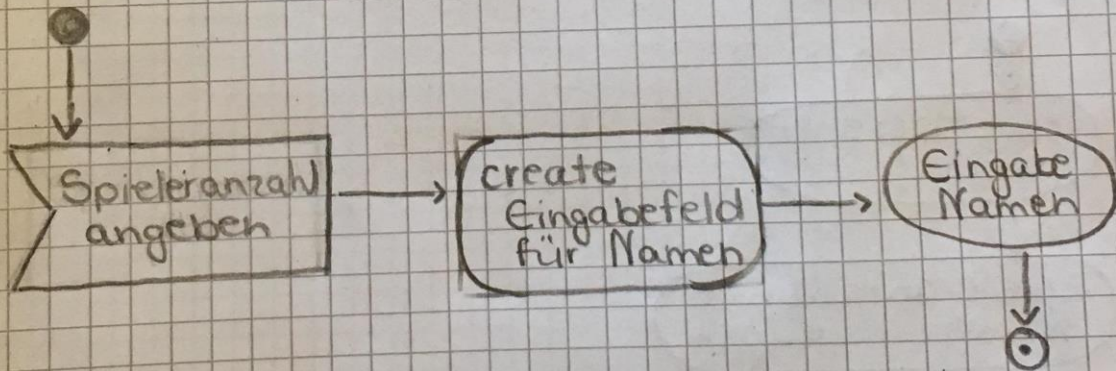 Spieleranzahl
angeben
create
Eingabefeld
für Namen
Eingabe
Namen